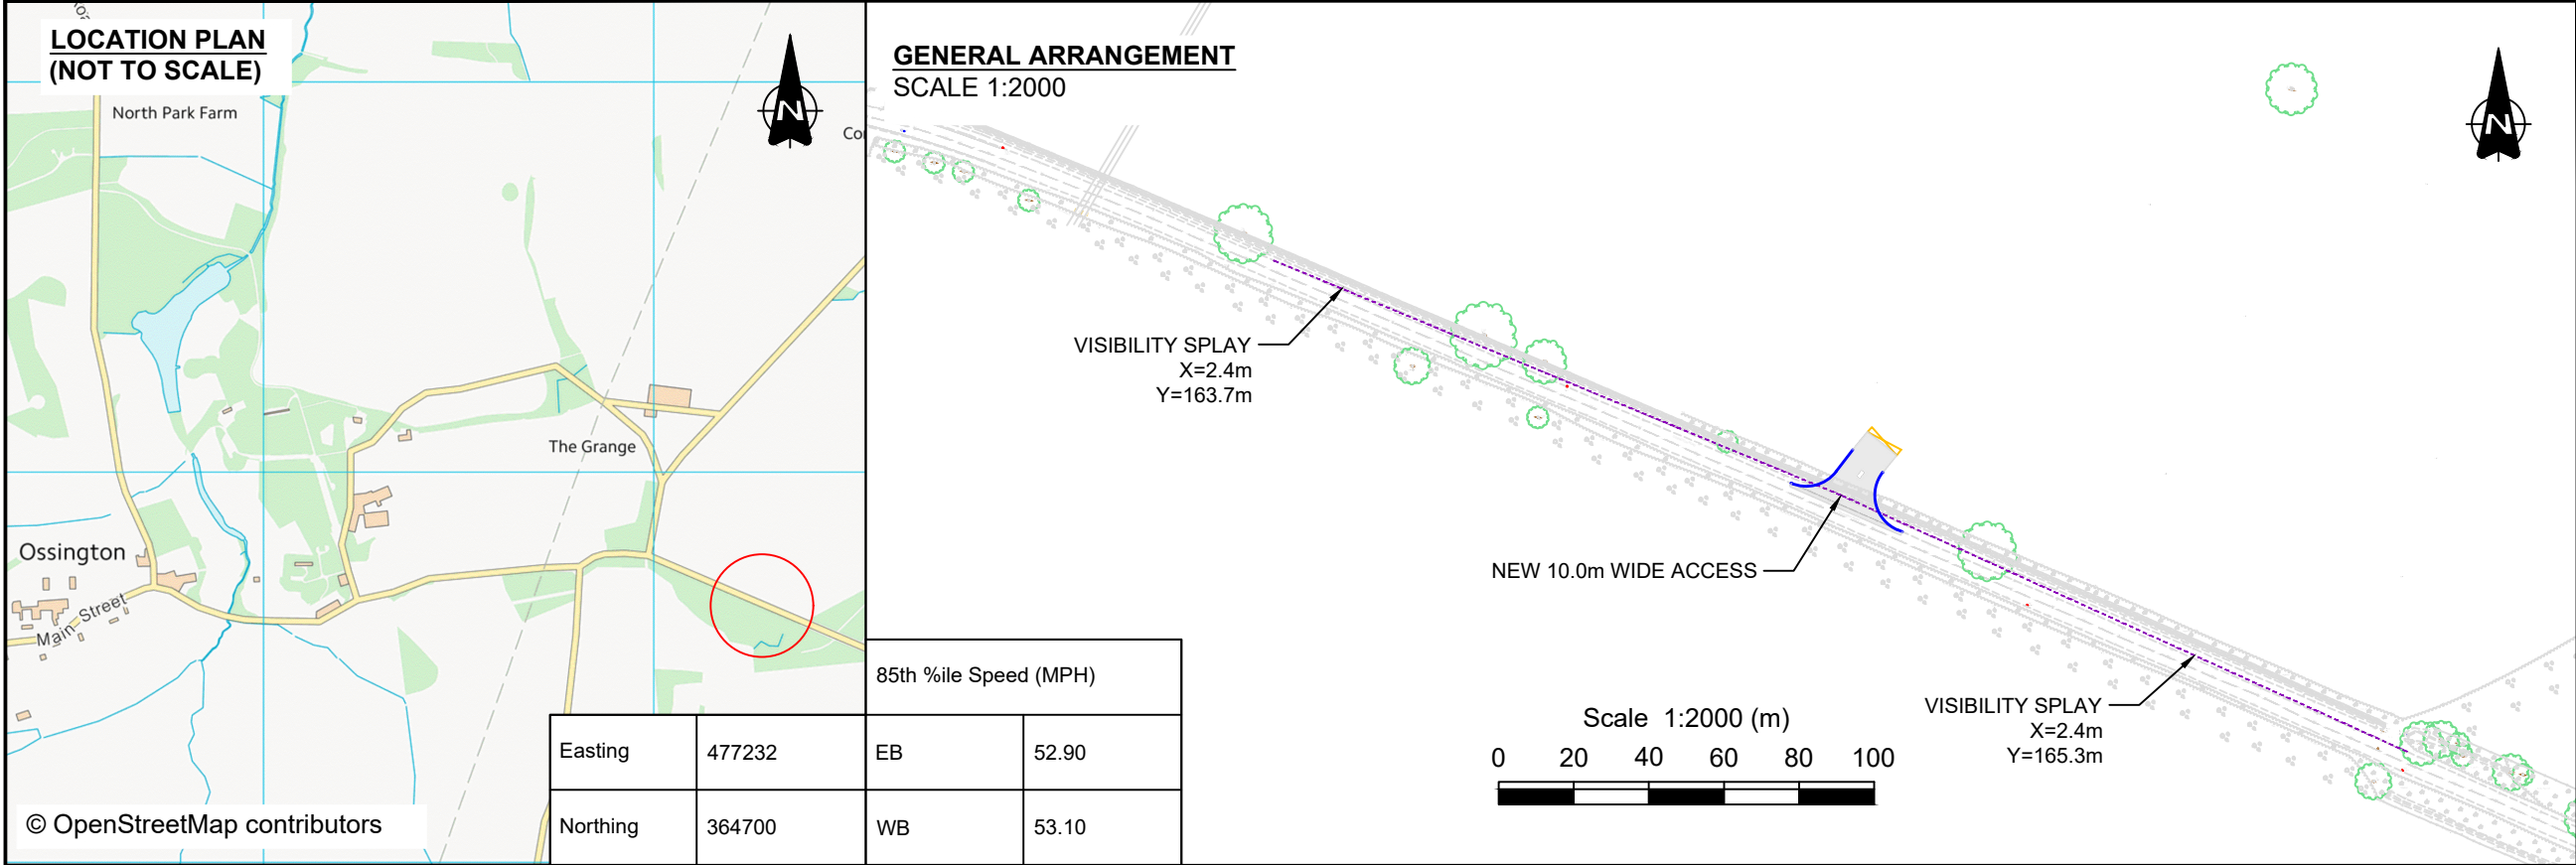 LOCATION PLAN
(NOT TO SCALE)
North Park Farm
N
The Grange
Ossington
Main Street
© OpenStreetMap contributors
GENERAL ARRANGEMENT
SCALE 1:2000
N
VISIBILITY SPLAY
X=2.4m
Y=163.7m
NEW 10.0m WIDE ACCESS
VISIBILITY SPLAY
X=2.4m
Y=165.3m
Scale 1:2000 (m)
0 20 40 60 80 100
85th %ile Speed (MPH)
Easting 477232 EB 52.90
Northing 364700 WB 53.10